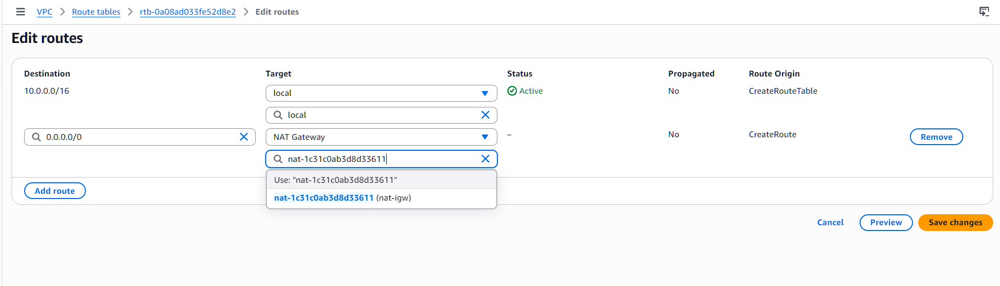 VPC > Route tables > rtb-0a08ad033fe52d8e2 > Edit routes
Edit routes
Destination Target Status Propagated Route Origin
10.0.0.0/16 local Active No CreateRouteTable
local
0.0.0.0/0 NAT Gateway – No CreateRoute Remove
nat-1c31c0ab3d8d33611
Use: "nat-1c31c0ab3d8d33611"
Add route
nat-1c31c0ab3d8d33611 (nat-igw)
Cancel Preview Save changes